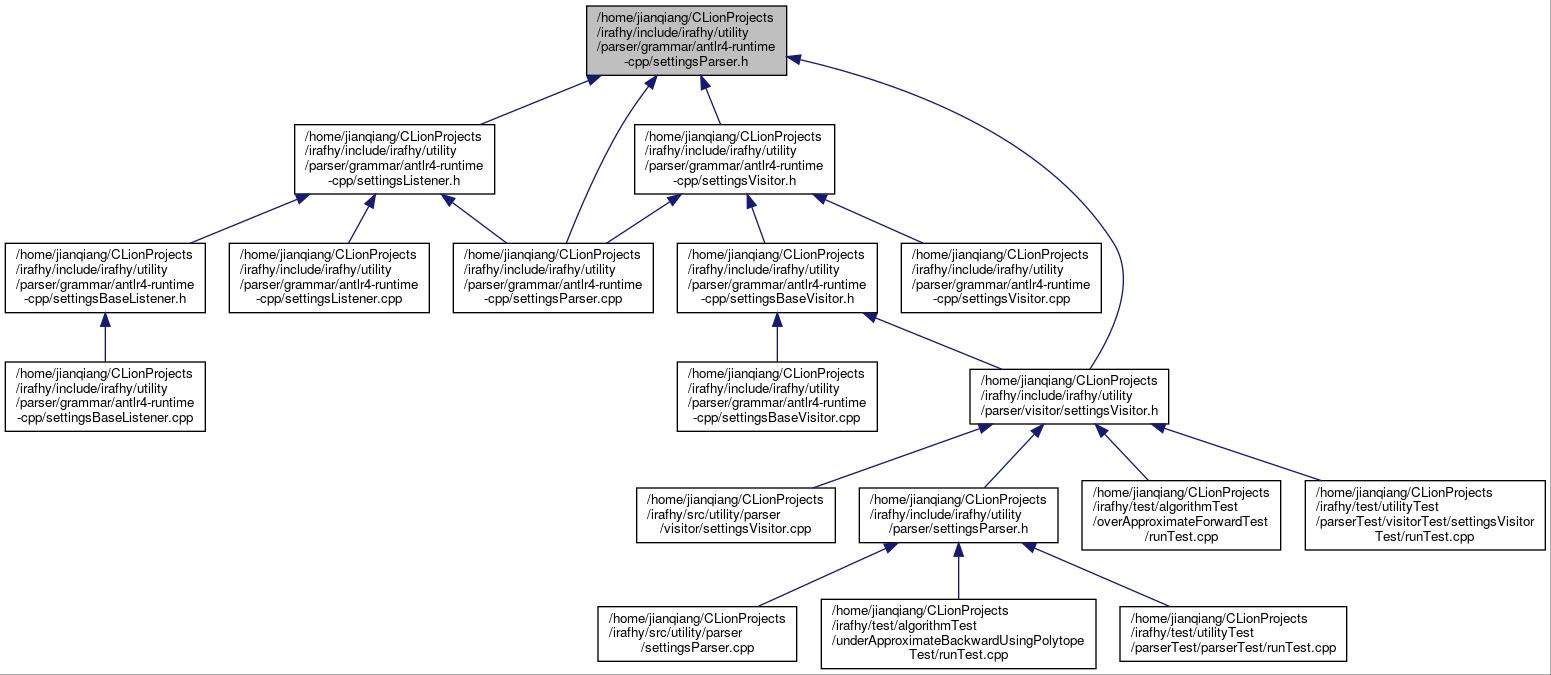 /home/jianqiang/CLionProjects
/irafhy/include/irafhy/utility
/parser/grammar/antlr4-runtime
-cpp/settingsParser.h
/home/jianqiang/CLionProjects
/irafhy/include/irafhy/utility
/parser/grammar/antlr4-runtime
-cpp/settingsListener.h
/home/jianqiang/CLionProjects
/irafhy/include/irafhy/utility
/parser/grammar/antlr4-runtime
-cpp/settingsVisitor.h
/home/jianqiang/CLionProjects
/irafhy/include/irafhy/utility
/parser/grammar/antlr4-runtime
-cpp/settingsBaseListener.h
/home/jianqiang/CLionProjects
/irafhy/include/irafhy/utility
/parser/grammar/antlr4-runtime
-cpp/settingsListener.cpp
/home/jianqiang/CLionProjects
/irafhy/include/irafhy/utility
/parser/grammar/antlr4-runtime
-cpp/settingsParser.cpp
/home/jianqiang/CLionProjects
/irafhy/include/irafhy/utility
/parser/grammar/antlr4-runtime
-cpp/settingsBaseVisitor.h
/home/jianqiang/CLionProjects
/irafhy/include/irafhy/utility
/parser/grammar/antlr4-runtime
-cpp/settingsVisitor.cpp
/home/jianqiang/CLionProjects
/irafhy/include/irafhy/utility
/parser/grammar/antlr4-runtime
-cpp/settingsBaseListener.cpp
/home/jianqiang/CLionProjects
/irafhy/include/irafhy/utility
/parser/grammar/antlr4-runtime
-cpp/settingsBaseVisitor.cpp
/home/jianqiang/CLionProjects
/irafhy/include/irafhy/utility
/parser/visitor/settingsVisitor.h
/home/jianqiang/CLionProjects
/irafhy/src/utility/parser
/visitor/settingsVisitor.cpp
/home/jianqiang/CLionProjects
/irafhy/include/irafhy/utility
/parser/settingsParser.h
/home/jianqiang/CLionProjects
/irafhy/test/algorithmTest
/overApproximateForwardTest
/runTest.cpp
/home/jianqiang/CLionProjects
/irafhy/test/utilityTest
/parserTest/visitorTest/settingsVisitor
Test/runTest.cpp
/home/jianqiang/CLionProjects
/irafhy/src/utility/parser
/settingsParser.cpp
/home/jianqiang/CLionProjects
/irafhy/test/algorithmTest
/underApproximateBackwardUsingPolytope
Test/runTest.cpp
/home/jianqiang/CLionProjects
/irafhy/test/utilityTest
/parserTest/parserTest/runTest.cpp